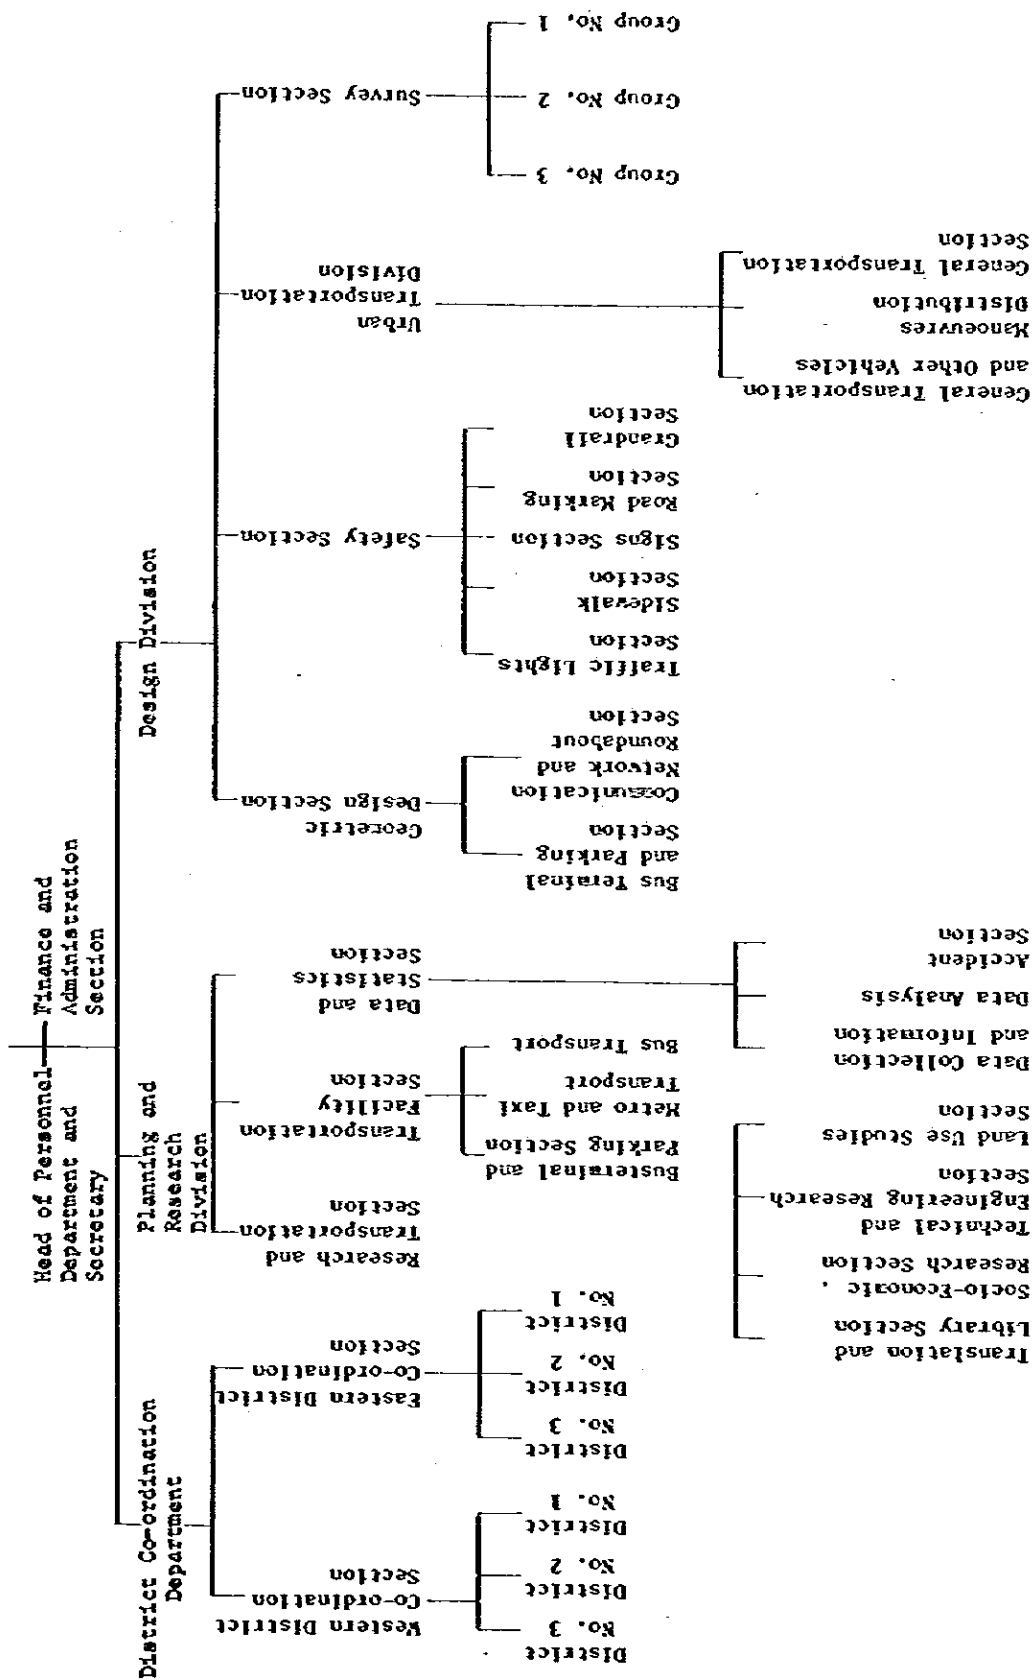 Head of Personnel
Department and
Secretary
Finance and
Administration
Section
District Co-ordination
Department
Planning and
Research
Division
Design Division
Western District
Co-ordination
Section
Eastern District
Co-ordination
Section
Research and
Transportation
Section
Transportation
Facility
Section
Data and
Statistics
Section
Geometric
Design Section
Safety Section
Urban
Transportation
Division
Survey Section
District
No. 3
District
No. 2
District
No. 1
District
No. 3
District
No. 2
District
No. 1
Busterminal and
Parking Section
Metro and Taxi
Transport
Bus Transport
Bus Terminal
and Parking
Section
Communication
Network and
Roundabout
Section
Traffic Lights
Section
Sidewalk
Section
Signs Section
Road Marking
Section
Grandrail
Section
Group No. 3
Group No. 2
Group No. 1
Translation and
Library Section
Socio-Economic
Research Section
Technical and
Engineering Research
Section
Land Use Studies
Section
Data Collection
and Information
Data Analysis
Accident
Section
General Transportation
and Other Vehicles
Manoeuvres
Distribution
General Transportation
Section